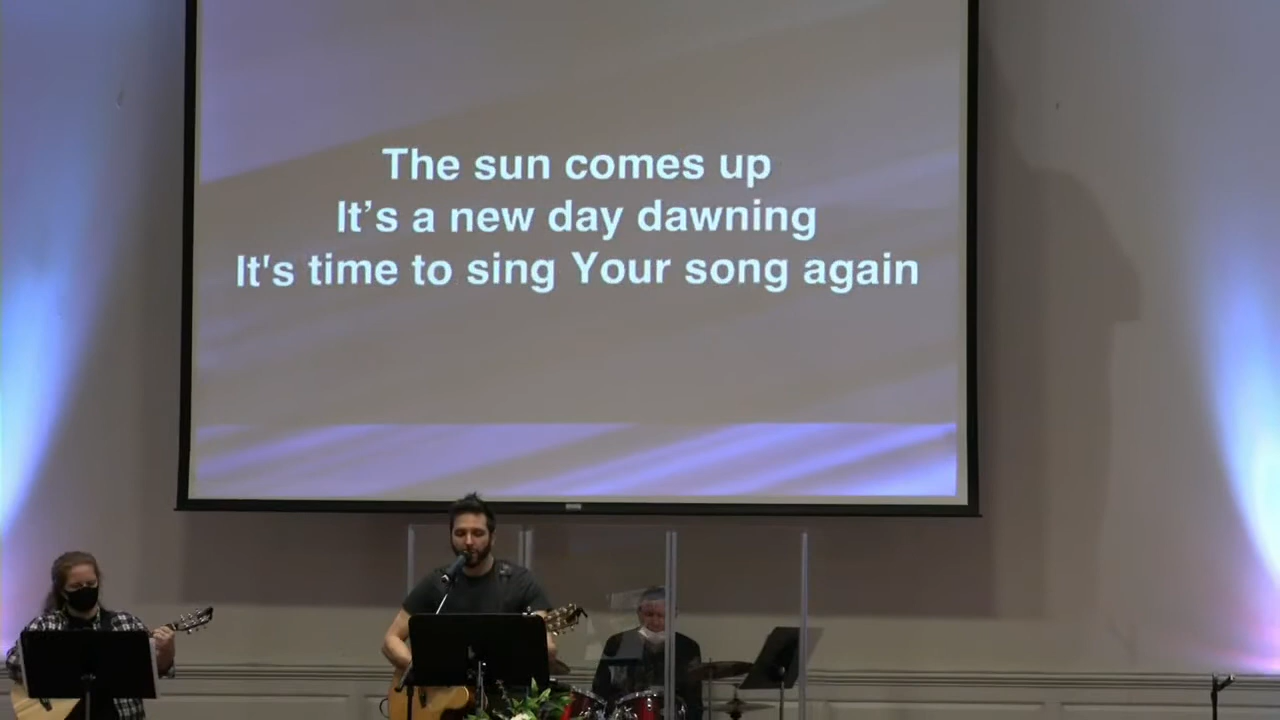 The sun comes up
It’s a new day dawning
It's time to sing Your song again